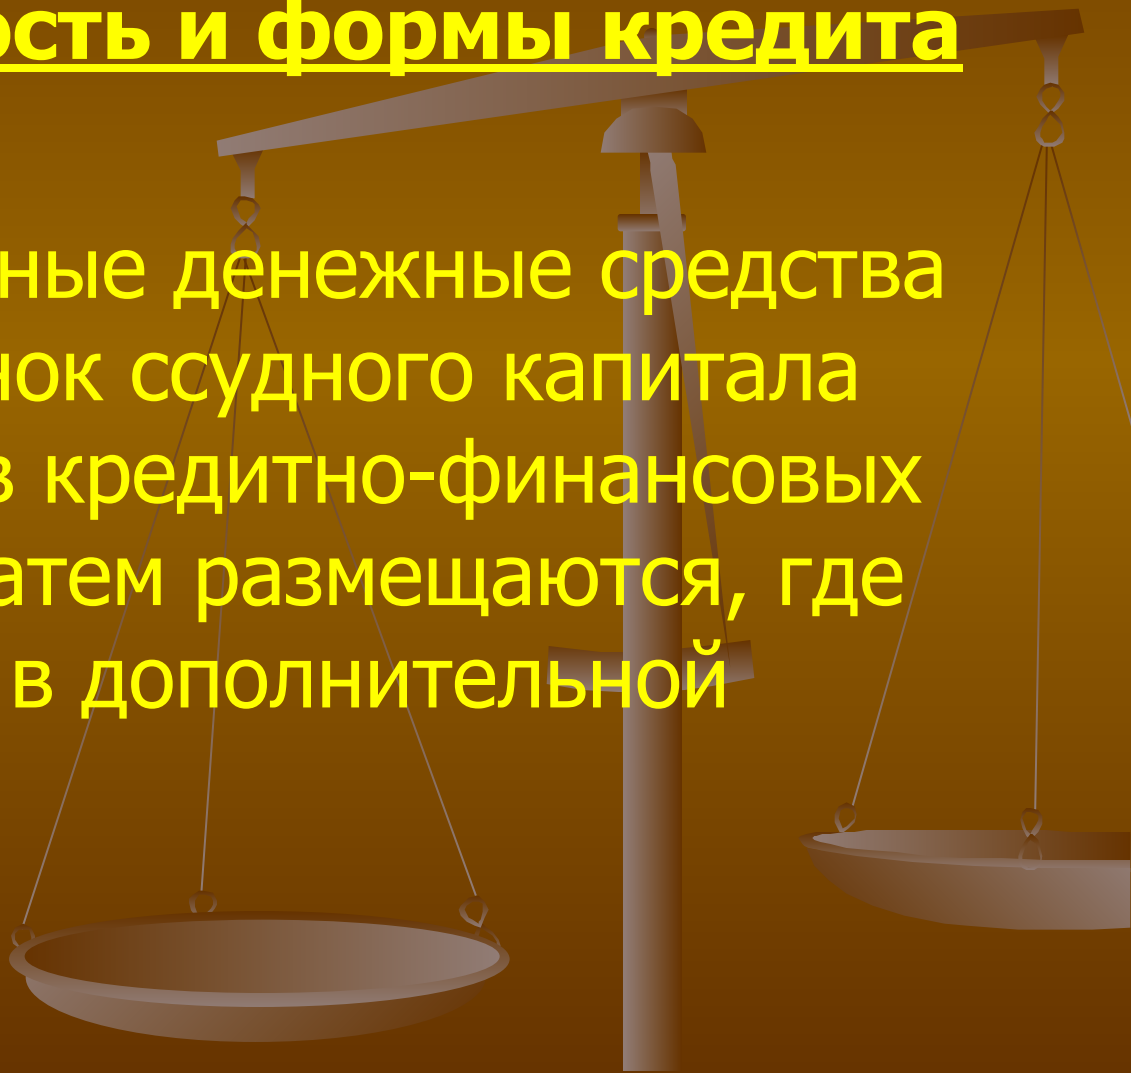 ость и формы кредита
ные денежные средства
нок ссудного капитала
в кредитно-финансовых
атем размещаются, где
в дополнительной